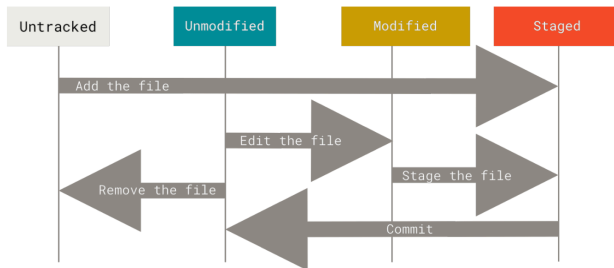 Untracked
Unmodified
Modified
Staged
Add the file
Edit the file
Stage the file
Remove the file
Commit